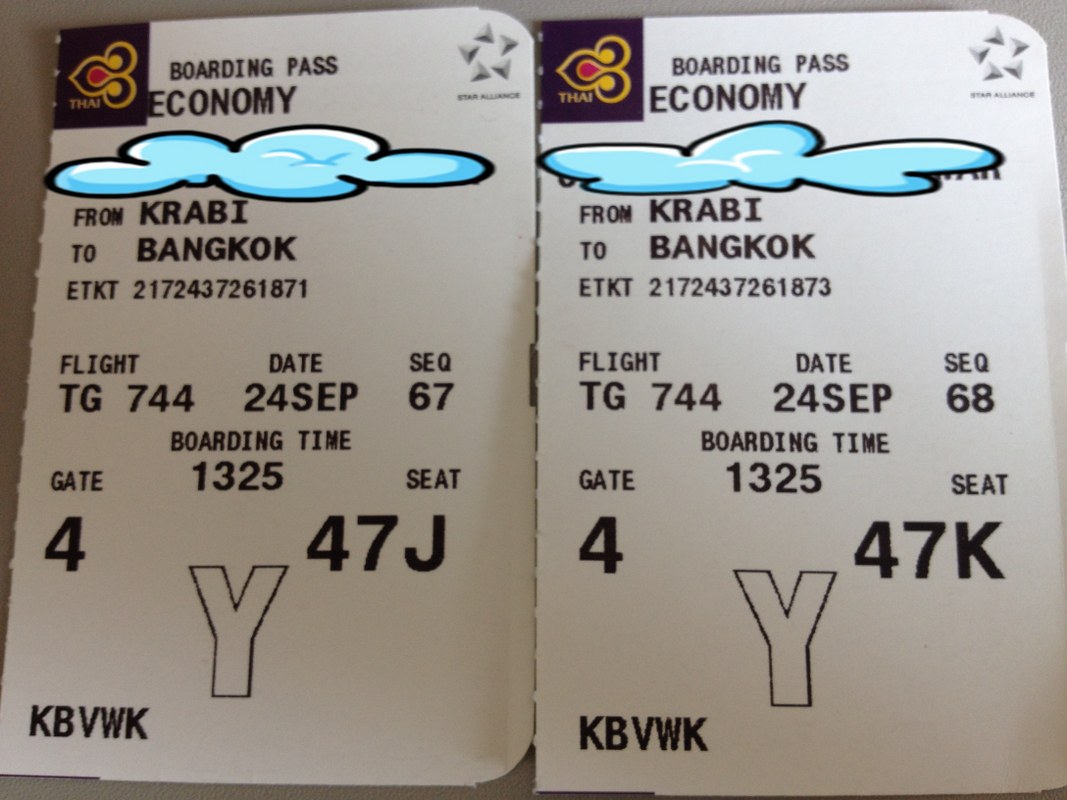 THAI
BOARDING PASS
STAR ALLIANCE
ECONOMY
FROM KRABI
TO BANGKOK
ETKT 2172437261871
FLIGHT DATE SEQ
TG 744 24SEP 67
BOARDING TIME
GATE 1325 SEAT
4 47J
Y
KBVWK
THAI
BOARDING PASS
STAR ALLIANCE
ECONOMY
FROM KRABI
TO BANGKOK
ETKT 2172437261873
FLIGHT DATE SEQ
TG 744 24SEP 68
BOARDING TIME
GATE 1325 SEAT
4 47K
Y
KBVWK